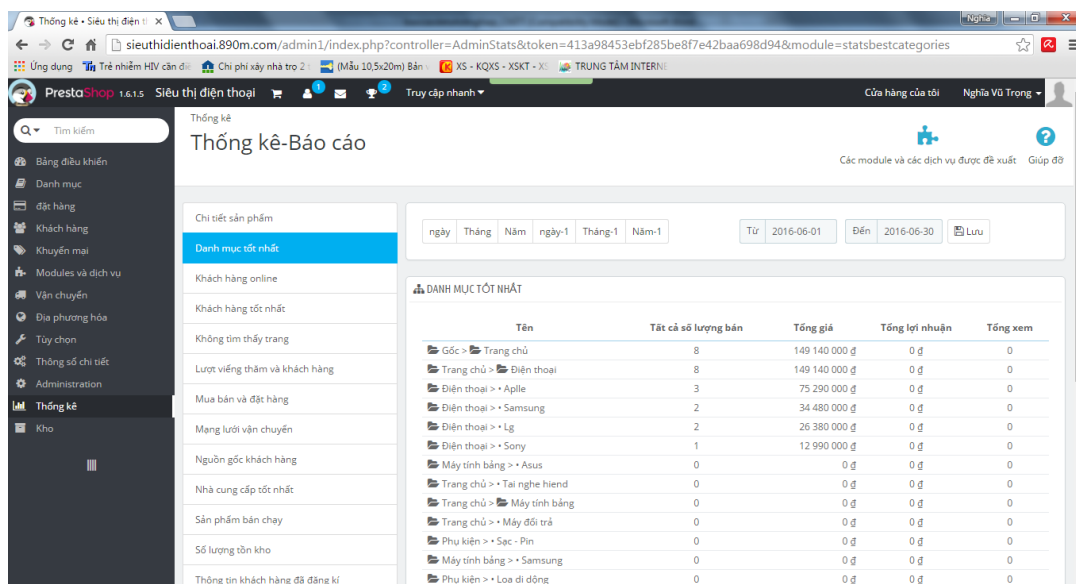 Thống kê • Siêu thị điện tl
Nghia
sieuthidienthoai.890m.com/admin1/index.php?controller=AdminStats&token=413a98453ebf285be8f7e42baa698d94&module=statsbestcategories
Ứng dụng Trẻ nhiễm HIV căn đi Chi phí xây nhà trọ 2 (Mẫu 10,5x20m) Bản XS - KQXS - XSKT - XS TRUNG TÂM INTERNE
PrestaShop 1.6.1.5 Siêu thị điện thoại 1 2 Truy cập nhanh Cửa hàng của tôi Nghĩa Vũ Trọng
Tìm kiếm
Bảng điều khiển
Danh mục
đặt hàng
Khách hàng
Khuyến mại
Modules và dịch vụ
Vận chuyển
Địa phương hóa
Tùy chọn
Thông số chi tiết
Administration
Thống kê
Kho
Thống kê
Thống kê-Báo cáo
Các module và các dịch vụ được đề xuất Giúp đỡ
Chi tiết sản phẩm
Danh mục tốt nhất
Khách hàng online
Khách hàng tốt nhất
Không tìm thấy trang
Lượt viếng thăm và khách hàng
Mua bán và đặt hàng
Mạng lưới vận chuyển
Nguồn gốc khách hàng
Nhà cung cấp tốt nhất
Sản phẩm bán chạy
Số lượng tồn kho
Thông tin khách hàng đã đăng kí
ngày Tháng Năm ngày-1 Tháng-1 Năm-1 Từ 2016-06-01 Đến 2016-06-30 Lưu
DANH MỤC TỐT NHẤT
Tên Tất cả số lượng bán Tổng giá Tổng lợi nhuận Tổng xem
Gốc > Trang chủ 8 149 140 000 ₫ 0 ₫ 0
Trang chủ > Điện thoại 8 149 140 000 ₫ 0 ₫ 0
Điện thoại > • Aplle 3 75 290 000 ₫ 0 ₫ 0
Điện thoại > • Samsung 2 34 480 000 ₫ 0 ₫ 0
Điện thoại > • Lg 2 26 380 000 ₫ 0 ₫ 0
Điện thoại > • Sony 1 12 990 000 ₫ 0 ₫ 0
Máy tính bảng > • Asus 0 0 ₫ 0 ₫ 0
Trang chủ > • Tai nghe hiend 0 0 ₫ 0 ₫ 0
Trang chủ > Máy tính bảng 0 0 ₫ 0 ₫ 0
Trang chủ > • Máy đổi trả 0 0 ₫ 0 ₫ 0
Phụ kiện > • Sạc - Pin 0 0 ₫ 0 ₫ 0
Máy tính bảng > • Samsung 0 0 ₫ 0 ₫ 0
Phụ kiện > • Loa di dộng 0 0 ₫ 0 ₫ 0